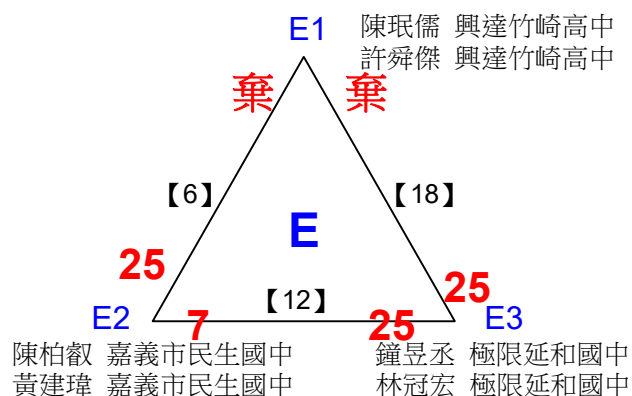 E1
陳珉儒 興達竹崎高中
許舜傑 興達竹崎高中
棄 棄
【6】 【18】
E
25
25
【12】
E2 7 25 E3
陳柏叡 嘉義市民生國中
黃建瑋 嘉義市民生國中
鐘昱丞 極限延和國中
林冠宏 極限延和國中